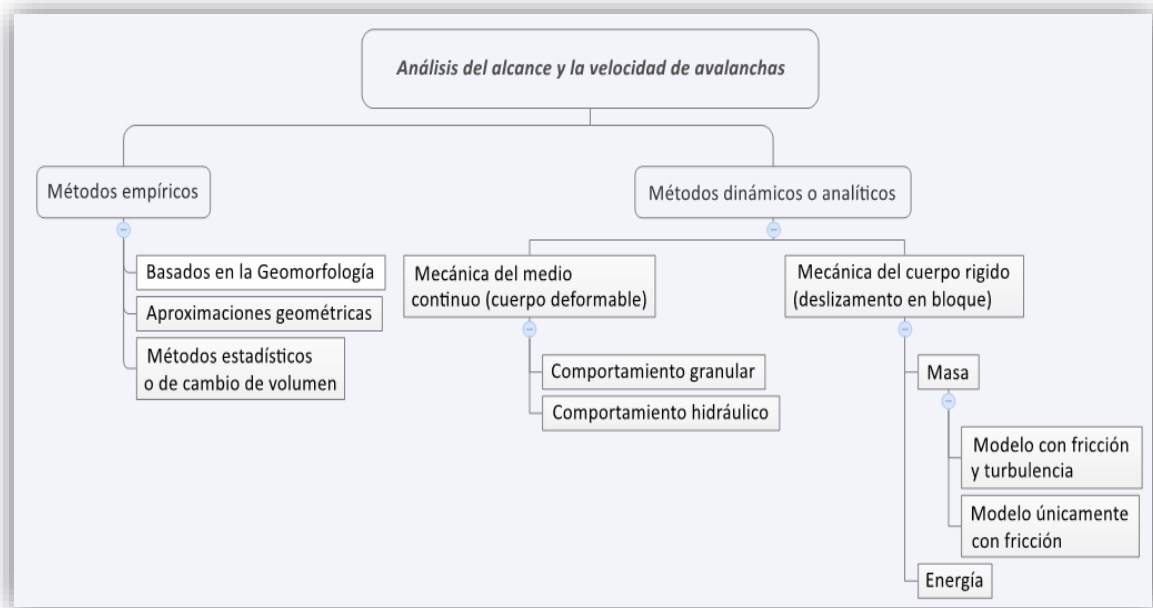 Análisis del alcance y la velocidad de avalanchas
Métodos empíricos
Basados en la Geomorfología
Aproximaciones geométricas
Métodos estadísticos
o de cambio de volumen
Métodos dinámicos o analíticos
Mecánica del medio
continuo (cuerpo deformable)
Comportamiento granular
Comportamiento hidráulico
Mecánica del cuerpo rigido
(deslizamento en bloque)
Masa
Modelo con fricción
y turbulencia
Modelo únicamente
con fricción
Energía